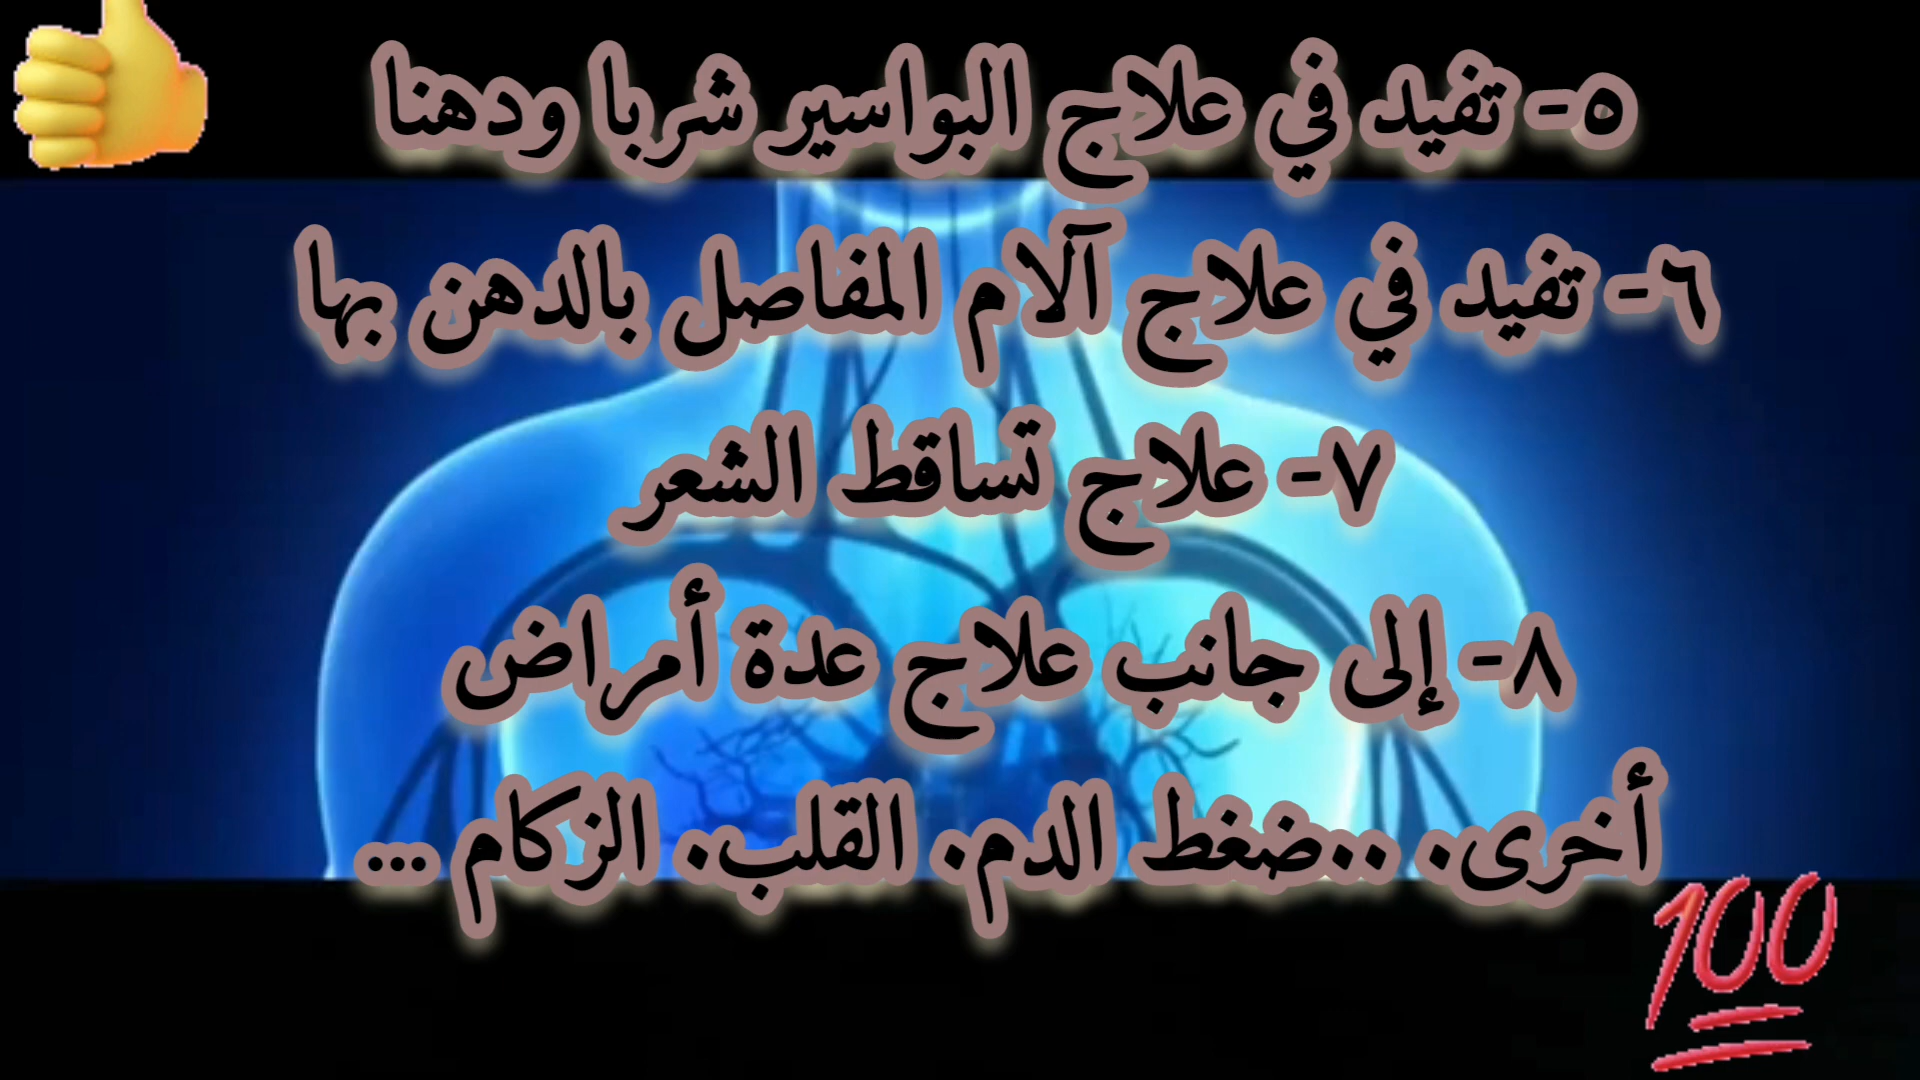 ٥- تفيد في علاج البواسير شربا ودهنا
٦- تفيد في علاج آلام المفاصل بالدهن بها
٧- علاج تساقط الشعر
٨- إلى جانب علاج عدة أمراض
أخرى. ..ضغط الدم. القلب. الزكام ...
100